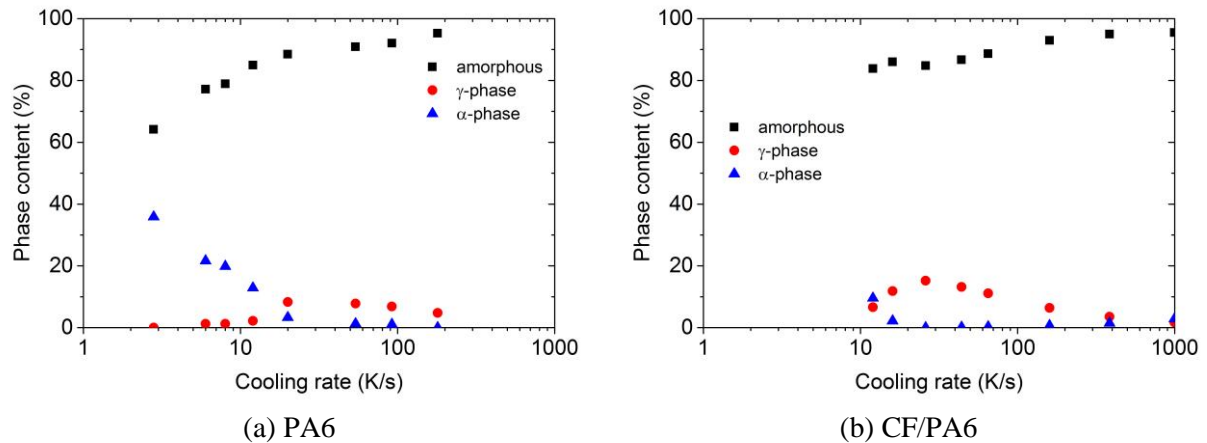 100
80
60
40
20
0
Phase content (%)
amorphous
γ-phase
α-phase
1 10 100 1000
Cooling rate (K/s)
(a) PA6
100
80
60
40
20
0
Phase content (%)
amorphous
γ-phase
α-phase
1 10 100 1000
Cooling rate (K/s)
(b) CF/PA6